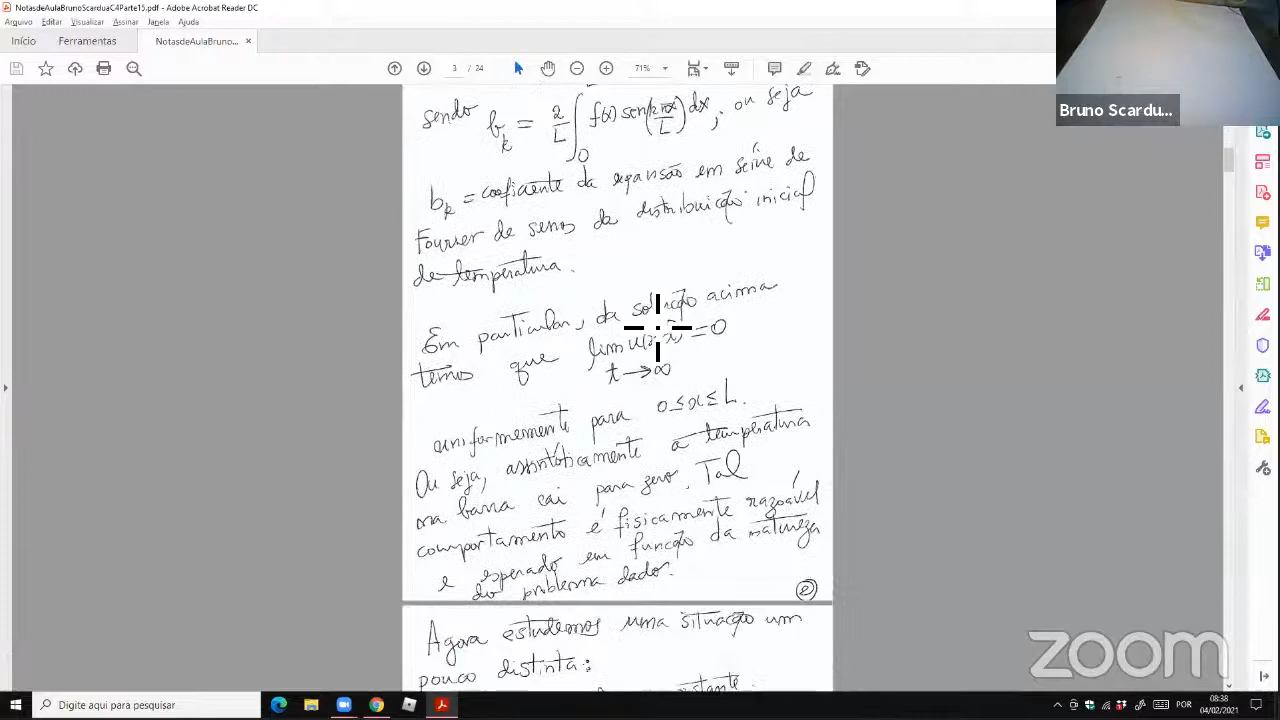 NotasdeAulaBrunoScarduaC4Parte15.pdf - Adobe Acrobat Reader DC
Arquivo Editar Visualizar Assinar Janela Ajuda
Início Ferramentas NotasdeAulaBruno... ×
3 / 24 71%
Bruno Scardu...
sendo b_k = 2/L ∫_0 f(x) sen(kπx/L) dx, ou seja
b_k = coeficiente da expansão em série de
Fourier de senos da distribuição inicial
de temperatura.
Em particular, da solução acima
temos que lim u(x, t) = 0
t → ∞
uniformemente para 0 ≤ x ≤ L.
Ou seja, assintóticamente a temperatura
na barra cai para zero. Tal
comportamento é fisicamente razoável
e esperado em função da natureza
do problema dado.
2
Agora estudemos uma situação um
pouco distinta:
zoom
Digite aqui para pesquisar
POR
08:38
04/02/2021